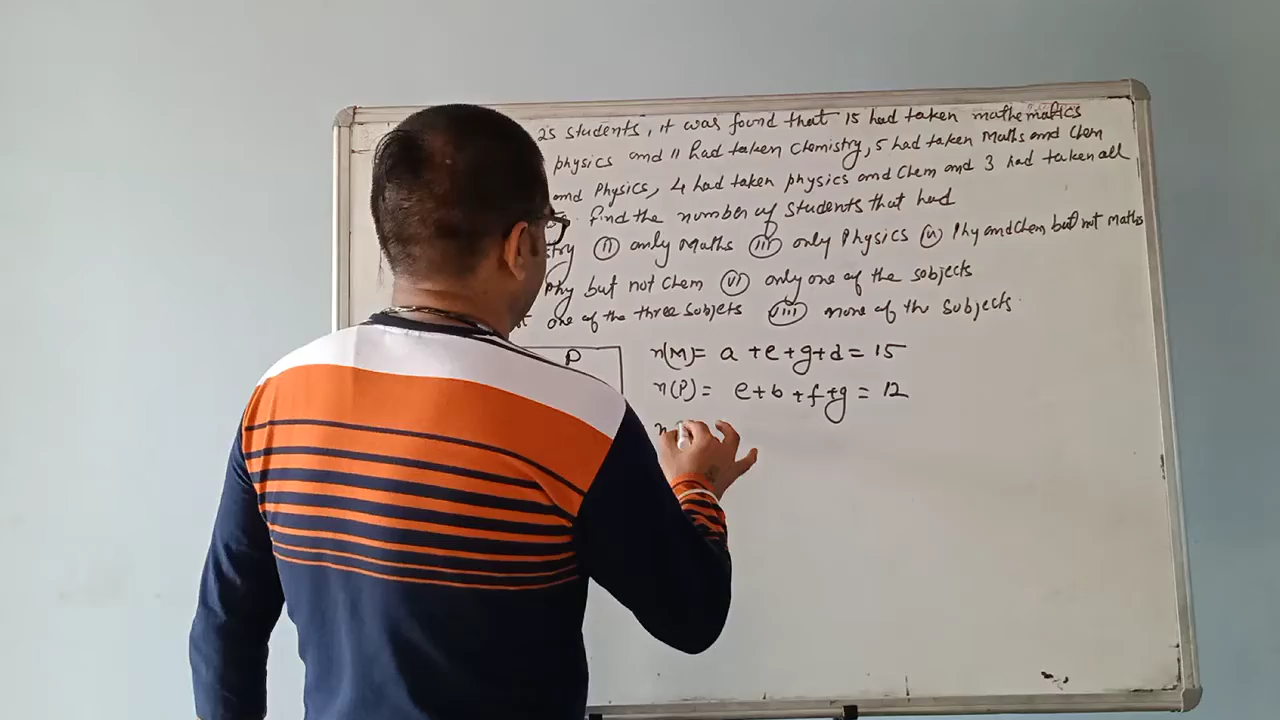 25 students, it was found that 15 had taken mathematics
physics and 11 had taken Chemistry, 5 had taken Maths and Chem
and Physics, 4 had taken physics and Chem and 3 had taken all
find the number of students that had
stry (ii) only Maths (iii) only Physics Phy and Chem but not maths
Phy but not Chem (vi) only one of the sobjects
one of the three Subjets (viii) none of the Subjects.
P
n(M) = a + e + g + d = 15
n(P) = e + b + f + g = 12
n